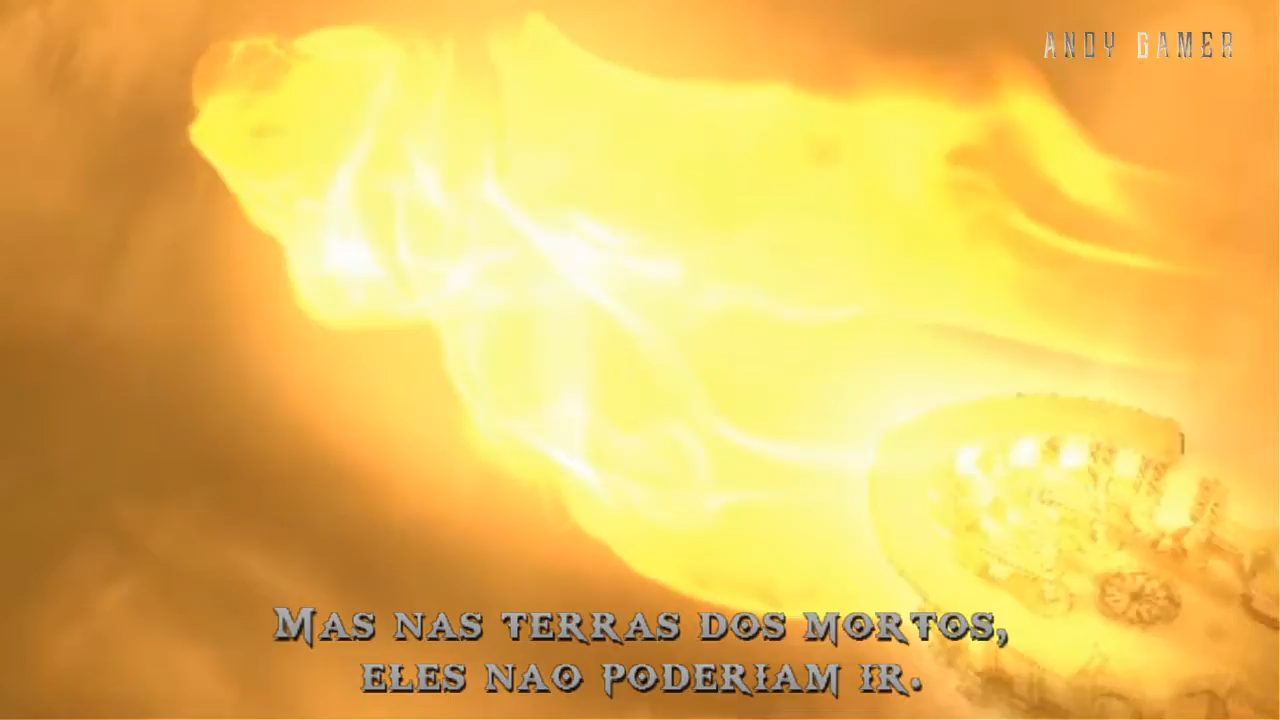 ANDY GAMER
MAS NAS TERRAS DOS MORTOS,
ELES NAO PODERIAM IR.